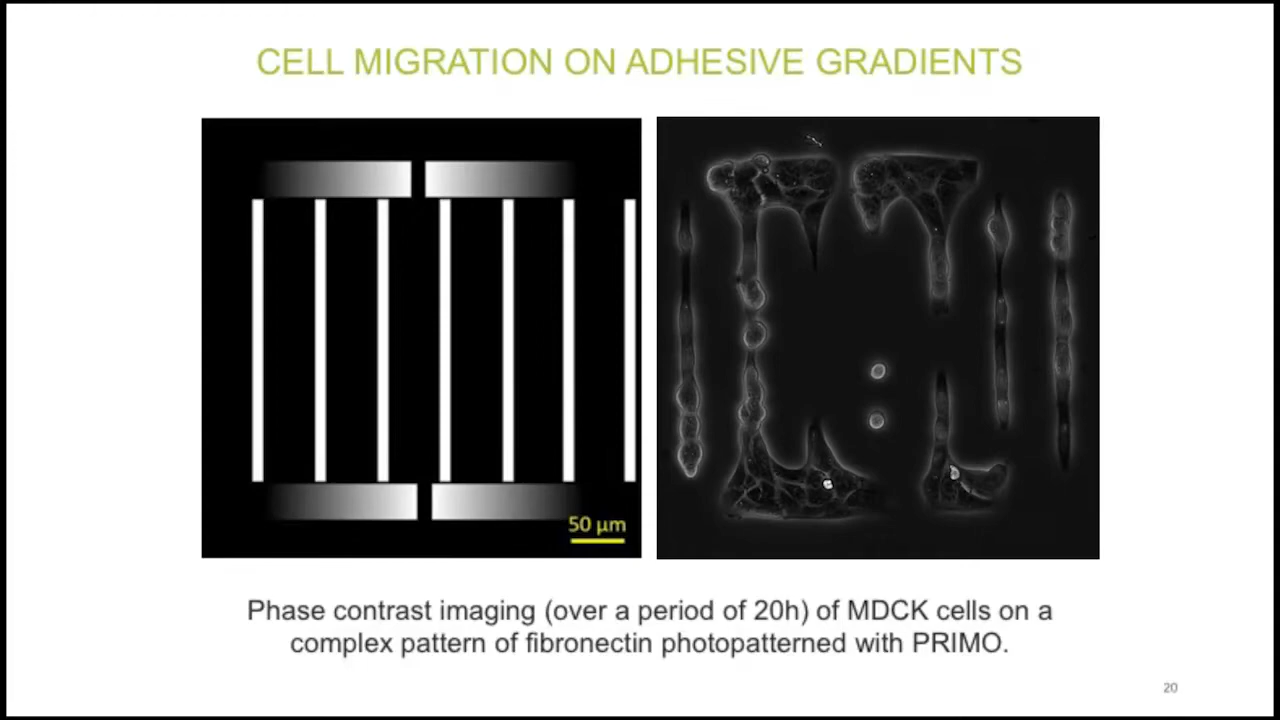 CELL MIGRATION ON ADHESIVE GRADIENTS
50 µm
Phase contrast imaging (over a period of 20h) of MDCK cells on a
complex pattern of fibronectin photopatterned with PRIMO.
20